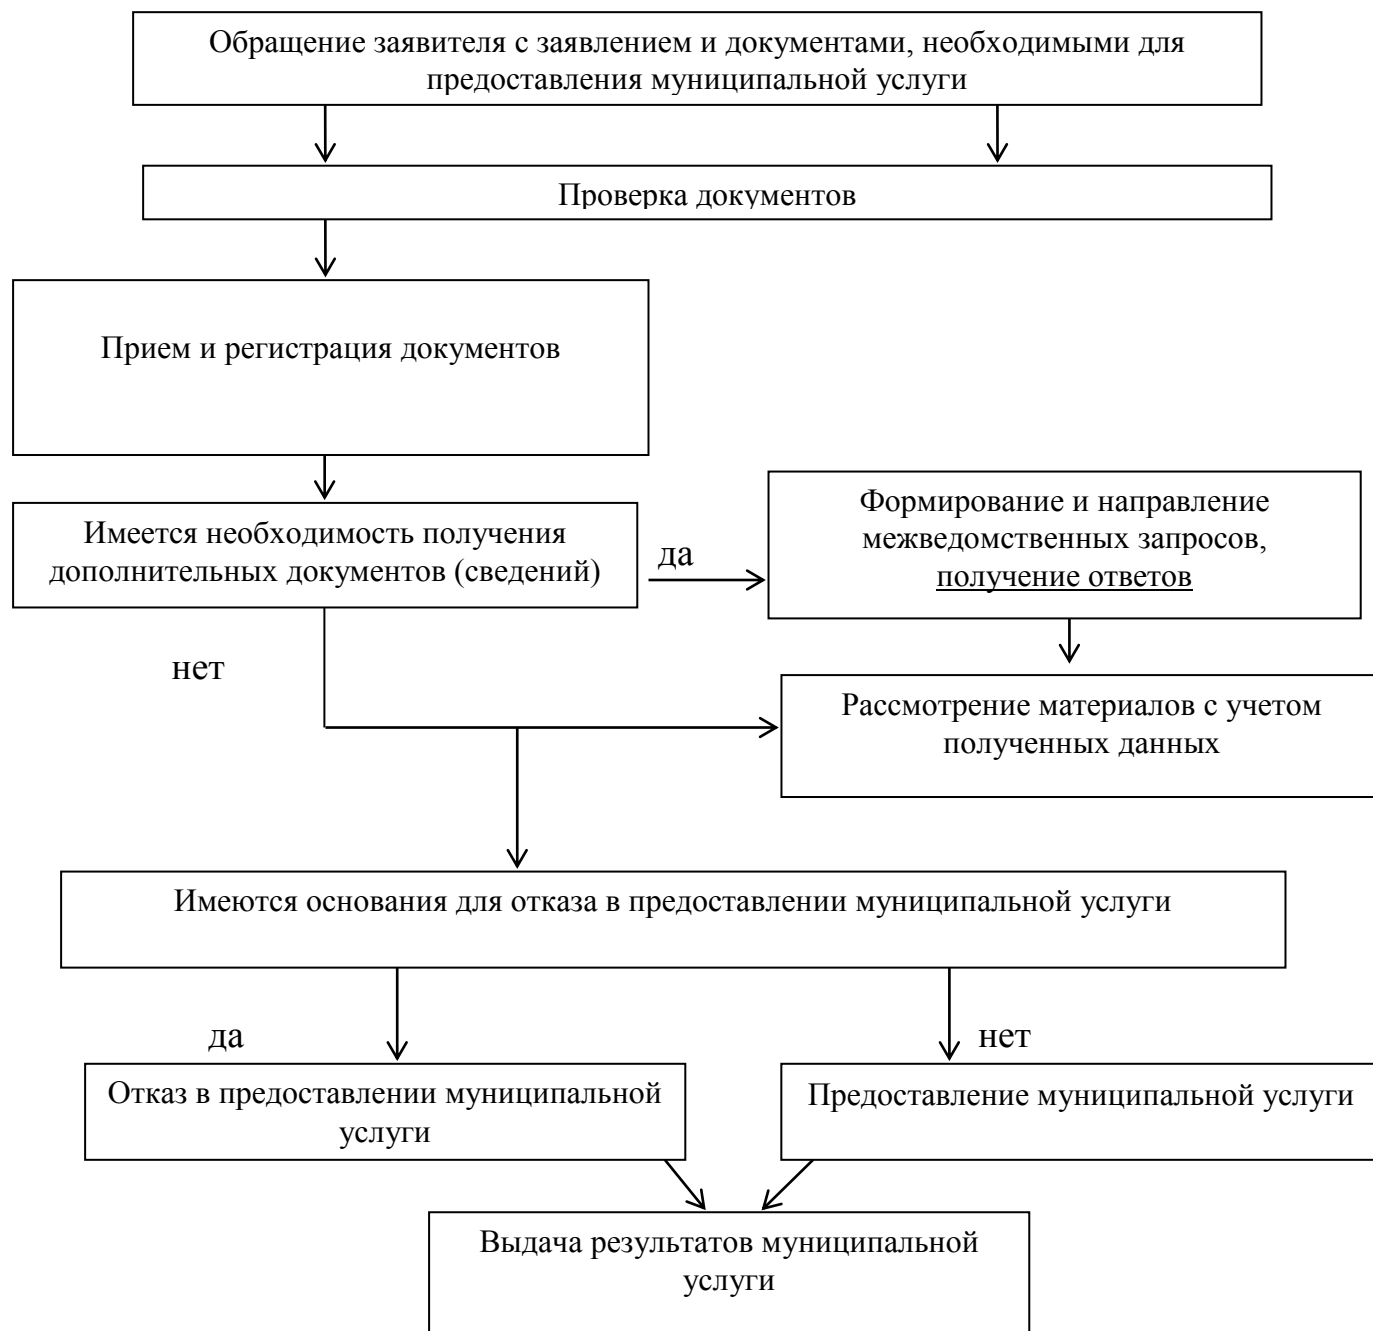 Обращение заявителя с заявлением и документами, необходимыми для
предоставления муниципальной услуги
Проверка документов
Прием и регистрация документов
Имеется необходимость получения
дополнительных документов (сведений)
да
Формирование и направление
межведомственных запросов,
получение ответов
нет
Рассмотрение материалов с учетом
полученных данных
Имеются основания для отказа в предоставлении муниципальной услуги
да
нет
Отказ в предоставлении муниципальной
услуги
Предоставление муниципальной услуги
Выдача результатов муниципальной
услуги